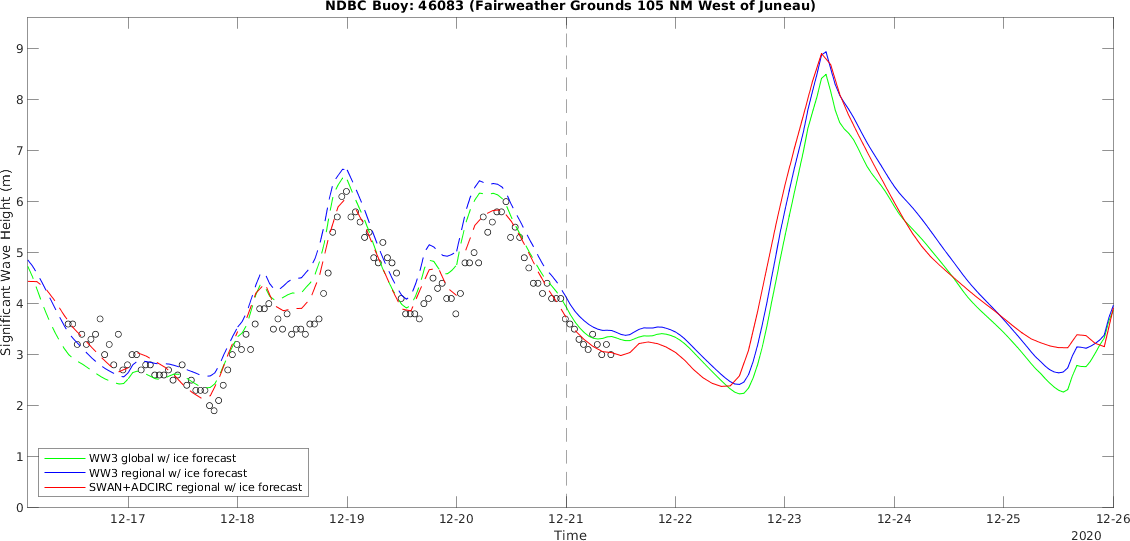 NDBC Buoy: 46083 (Fairweather Grounds 105 NM West of Juneau)
Significant Wave Height (m)
9
8
7
6
5
4
3
2
1
0
WW3 global w/ ice forecast
WW3 regional w/ ice forecast
SWAN+ADCIRC regional w/ ice forecast
12-17 12-18 12-19 12-20 12-21 12-22 12-23 12-24 12-25 12-26
Time
2020